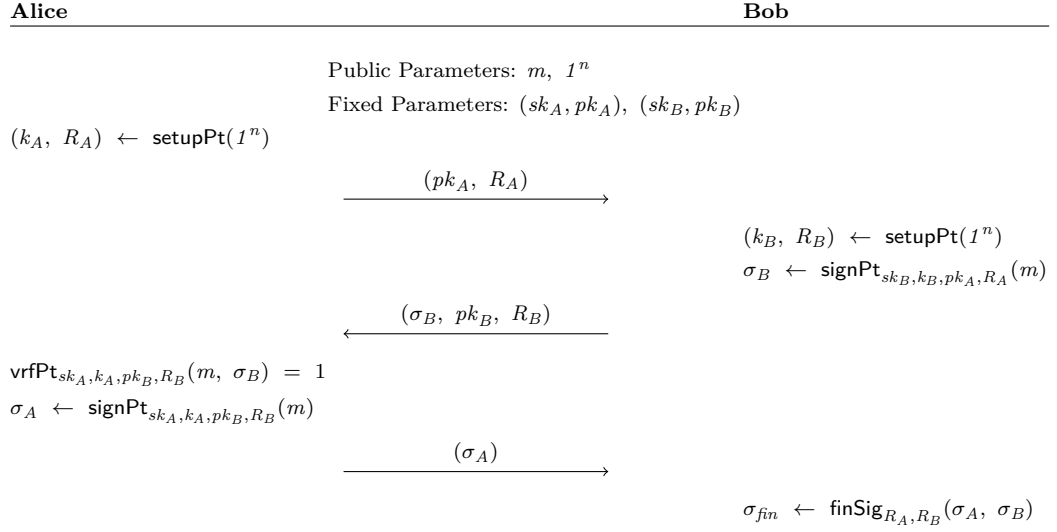 Alice Bob
Public Parameters: m, 1^n
Fixed Parameters: (sk_A, pk_A), (sk_B, pk_B)
(k_A, R_A) ← setupPt(1^n)
(pk_A, R_A)
(k_B, R_B) ← setupPt(1^n)
σ_B ← signPt_{sk_B,k_B,pk_A,R_A}(m)
(σ_B, pk_B, R_B)
vrfPt_{sk_A,k_A,pk_B,R_B}(m, σ_B) = 1
σ_A ← signPt_{sk_A,k_A,pk_B,R_B}(m)
(σ_A)
σ_{fin} ← finSig_{R_A,R_B}(σ_A, σ_B)